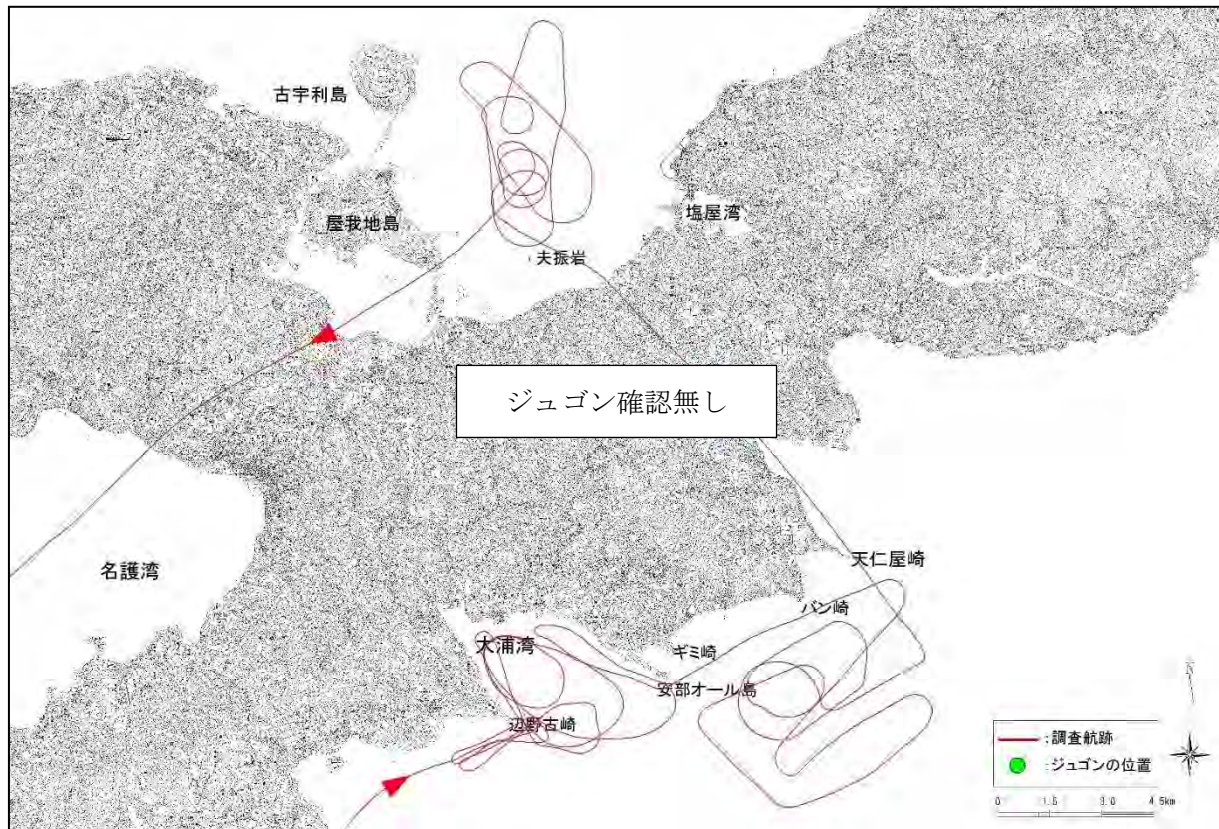 古宇利島
屋我地島
塩屋湾
夫振岩
ジュゴン確認無し
天仁屋崎
名護湾
バン崎
大浦湾
ギミ崎
安部オール島
辺野古崎
N
:調査航跡
:ジュゴンの位置
0 1.5 3.0 4.5km